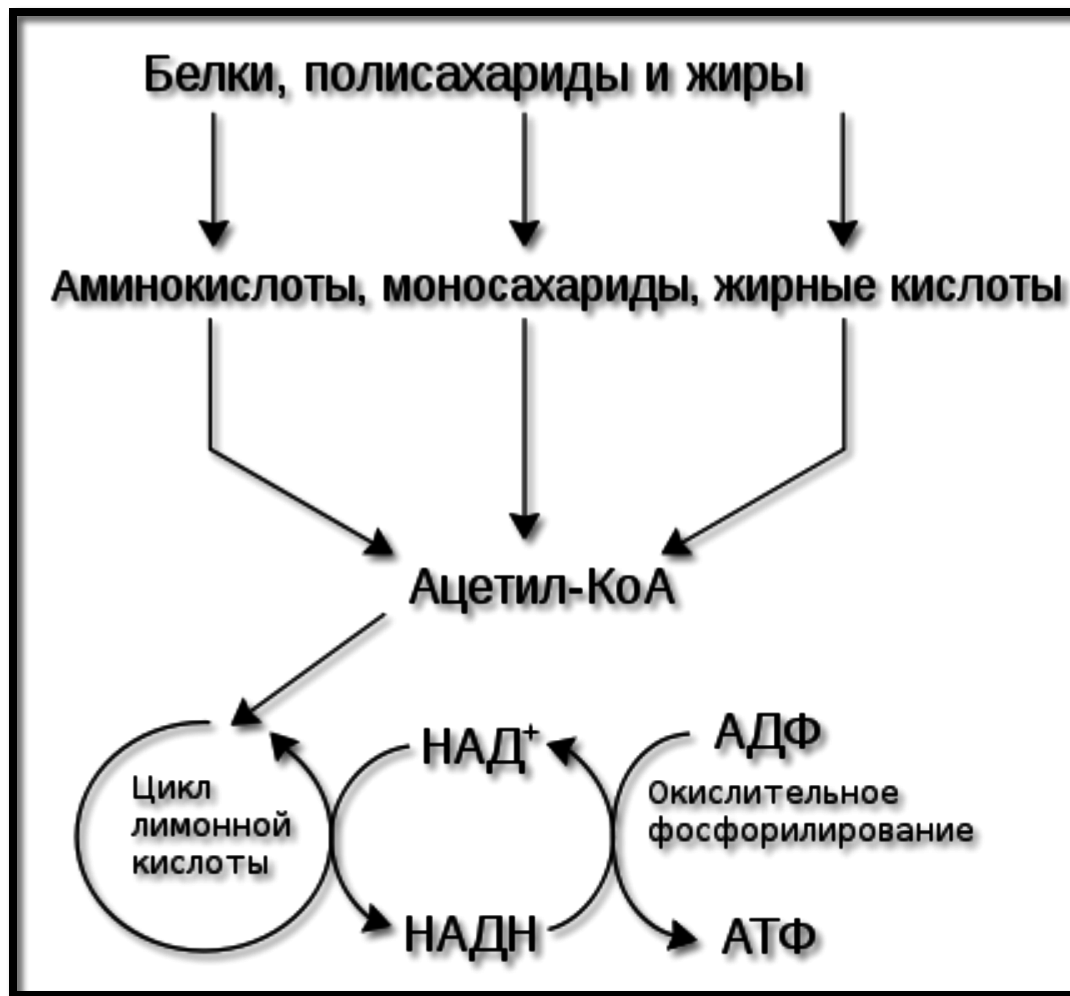 Белки, полисахариды и жиры
Аминокислоты, моносахариды, жирные кислоты
Ацетил-КоА
Цикл
лимонной
кислоты
НАД⁺
НАДН
АДФ
Окислительное
фосфорилирование
АТФ